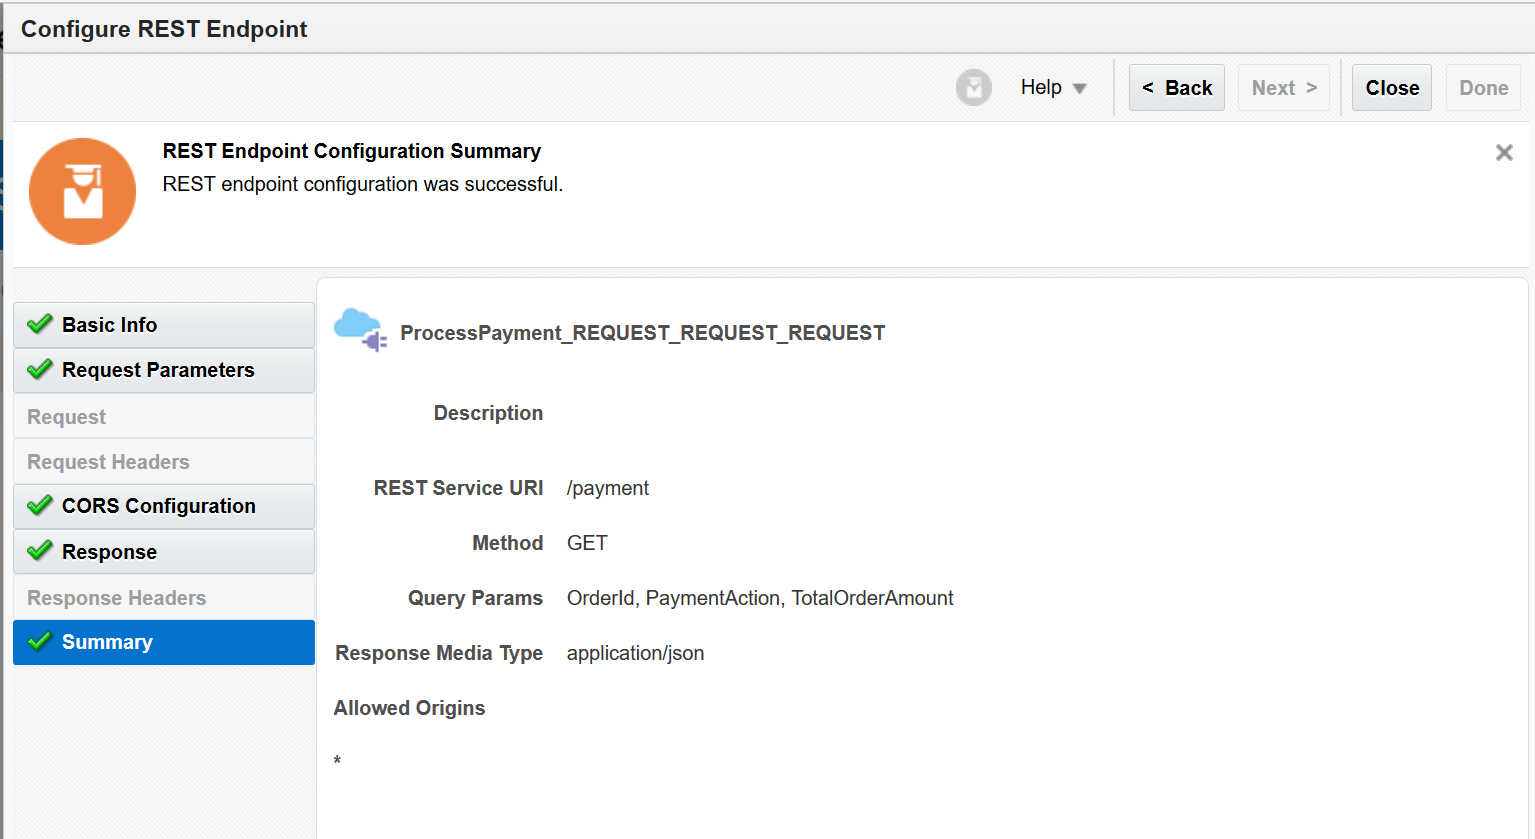 Configure REST Endpoint
Help
< Back
Next >
Close
Done
REST Endpoint Configuration Summary
REST endpoint configuration was successful.
Basic Info
Request Parameters
Request
Request Headers
CORS Configuration
Response
Response Headers
Summary
ProcessPayment_REQUEST_REQUEST_REQUEST
Description
REST Service URI /payment
Method GET
Query Params OrderId, PaymentAction, TotalOrderAmount
Response Media Type application/json
Allowed Origins
*